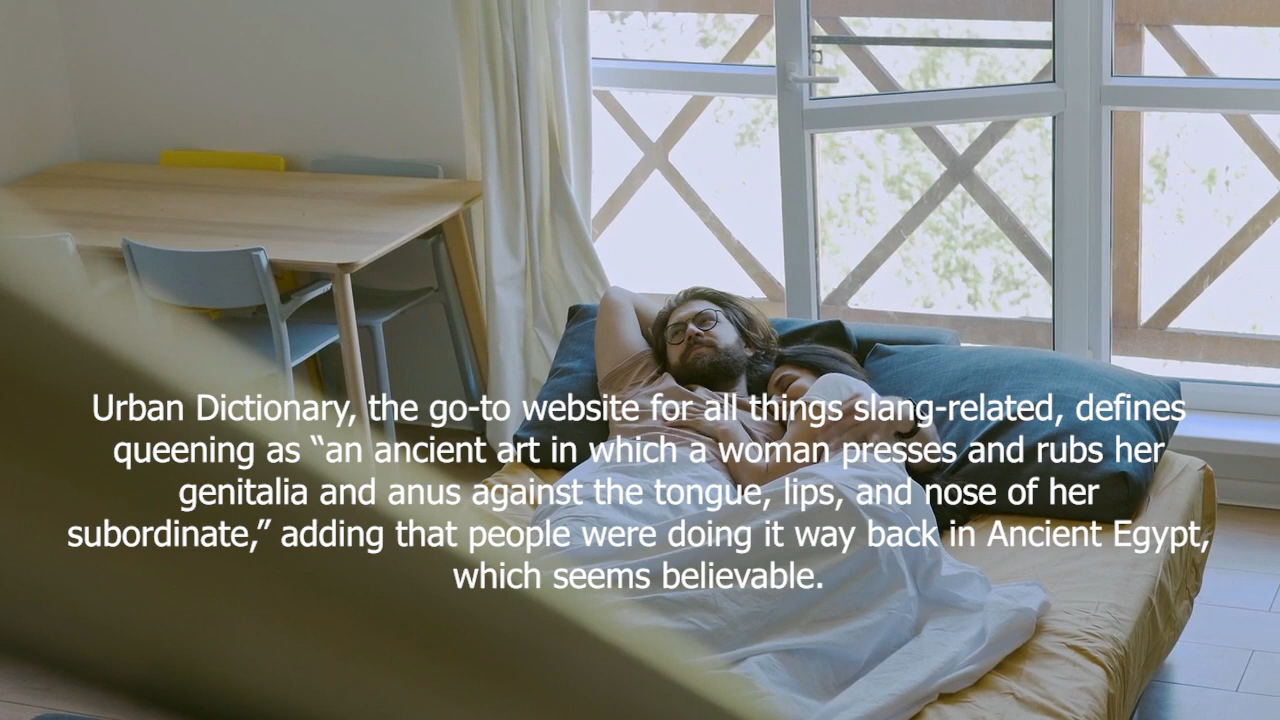 Urban Dictionary, the go-to website for all things slang-related, defines
queening as “an ancient art in which a woman presses and rubs her
genitalia and anus against the tongue, lips, and nose of her
subordinate,” adding that people were doing it way back in Ancient Egypt,
which seems believable.